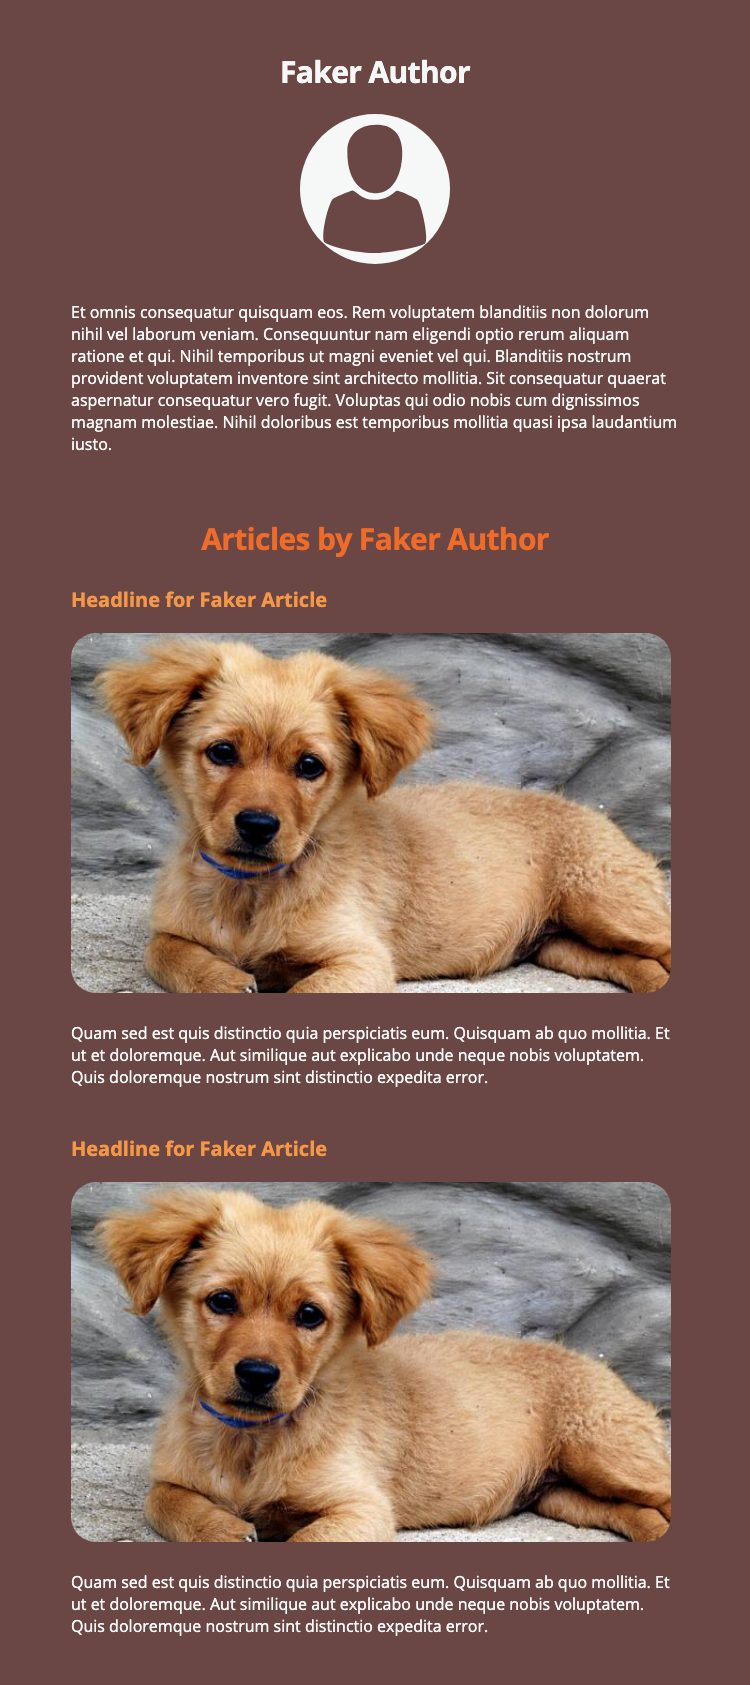 Faker Author
Et omnis consequatur quisquam eos. Rem voluptatem blanditiis non dolorum
nihil vel laborum veniam. Consequuntur nam eligendi optio rerum aliquam
ratione et qui. Nihil temporibus ut magni eveniet vel qui. Blanditiis nostrum
provident voluptatem inventore sint architecto mollitia. Sit consequatur quaerat
aspernatur consequatur vero fugit. Voluptas qui odio nobis cum dignissimos
magnam molestiae. Nihil doloribus est temporibus mollitia quasi ipsa laudantium
iusto.
Articles by Faker Author
Headline for Faker Article
Quam sed est quis distinctio quia perspiciatis eum. Quisquam ab quo mollitia. Et
ut et doloremque. Aut similique aut explicabo unde neque nobis voluptatem.
Quis doloremque nostrum sint distinctio expedita error.
Headline for Faker Article
Quam sed est quis distinctio quia perspiciatis eum. Quisquam ab quo mollitia. Et
ut et doloremque. Aut similique aut explicabo unde neque nobis voluptatem.
Quis doloremque nostrum sint distinctio expedita error.